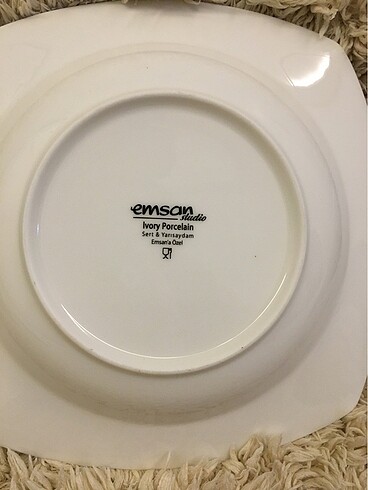 emsan
studio
Ivory Porcelain
Sert & Yarısaydam
Emsan'a Özel